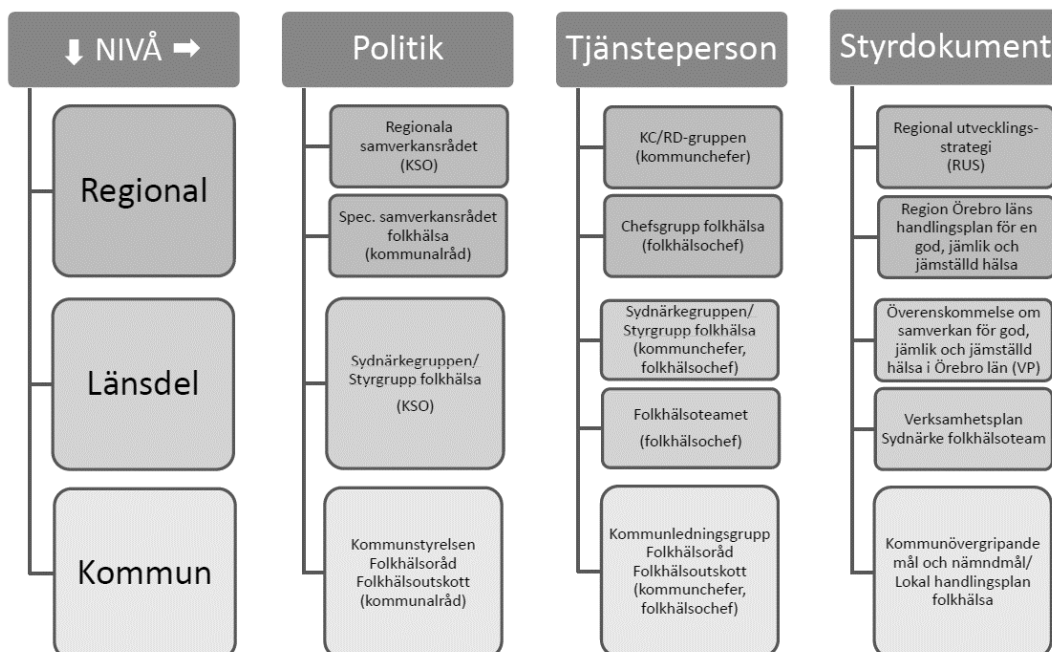 ⬇ NIVÅ ➡
Regional
Länsdel
Kommun
Politik
Regionala
samverkansrådet
(KSO)
Spec. samverkansrådet
folkhälsa
(kommunalråd)
Sydnärkegruppen/
Styrgrupp folkhälsa
(KSO)
Kommunstyrelsen
Folkhälsoråd
Folkhälsoutskott
(kommunalråd)
Tjänsteperson
KC/RD-gruppen
(kommunchefer)
Chefsgrupp folkhälsa
(folkhälsochef)
Sydnärkegruppen/
Styrgrupp folkhälsa
(kommunchefer,
folkhälsochef)
Folkhälsoteamet
(folkhälsochef)
Kommunledningsgrupp
Folkhälsoråd
Folkhälsoutskott
(kommunchefer,
folkhälsochef)
Styrdokument
Regional utvecklings-
strategi
(RUS)
Region Örebro läns
handlingsplan för en
god, jämlik och
jämställd hälsa
Överenskommelse om
samverkan för god,
jämlik och jämställd
hälsa i Örebro län (VP)
Verksamhetsplan
Sydnärke folkhälsoteam
Kommunövergripande
mål och nämndmål/
Lokal handlingsplan
folkhälsa